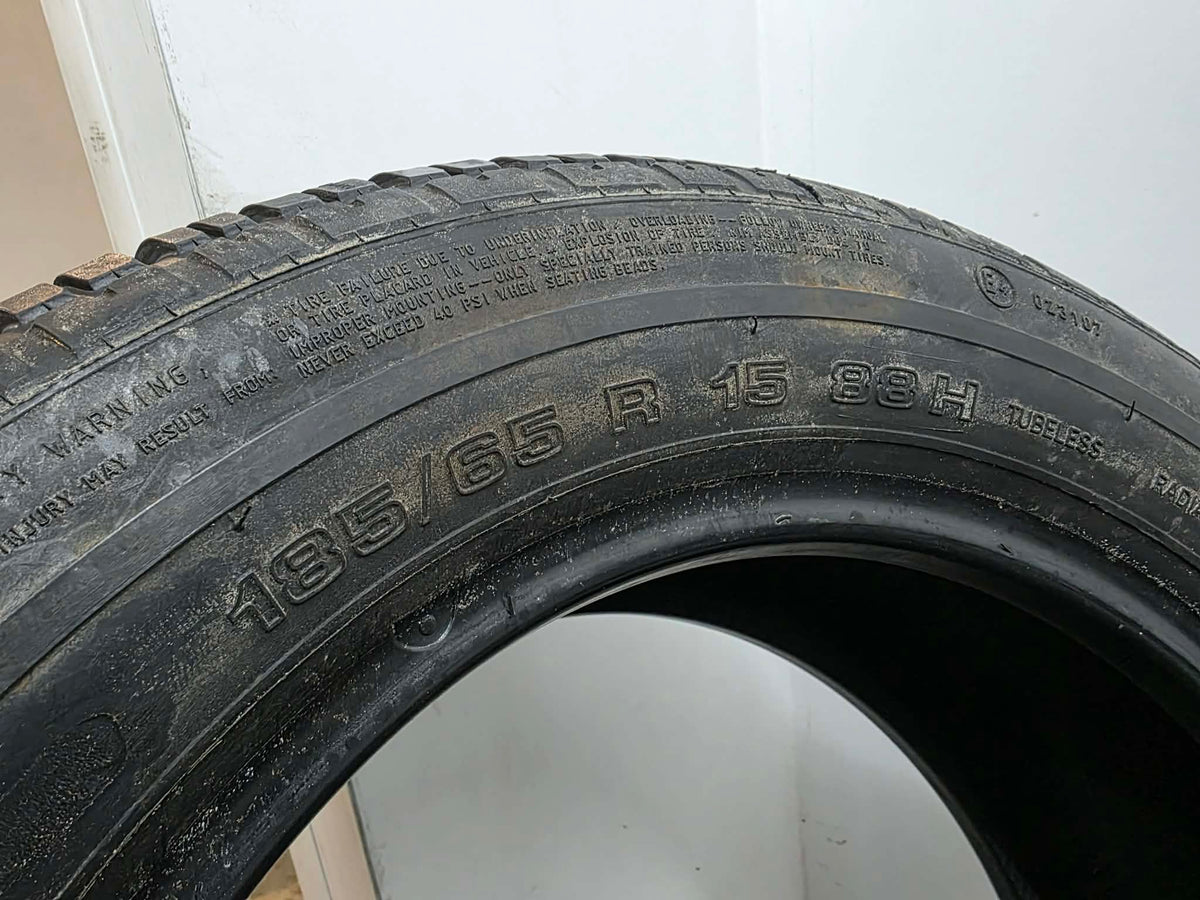 Y WARNING
INJURY MAY RESULT FROM:
A. TIRE FAILURE DUE TO UNDERINFLATION / OVERLOADING -- FOLLOW OWNER'S MANUAL
OR TIRE PLACARD IN VEHICLE. EXPLOSION OF TIRE
IMPROPER MOUNTING -- ONLY SPECIALLY TRAINED PERSONS SHOULD MOUNT TIRES.
NEVER EXCEED 40 PSI WHEN SEATING BEADS.
E4 023107
185/65 R 15 88H TUBELESS RADIA